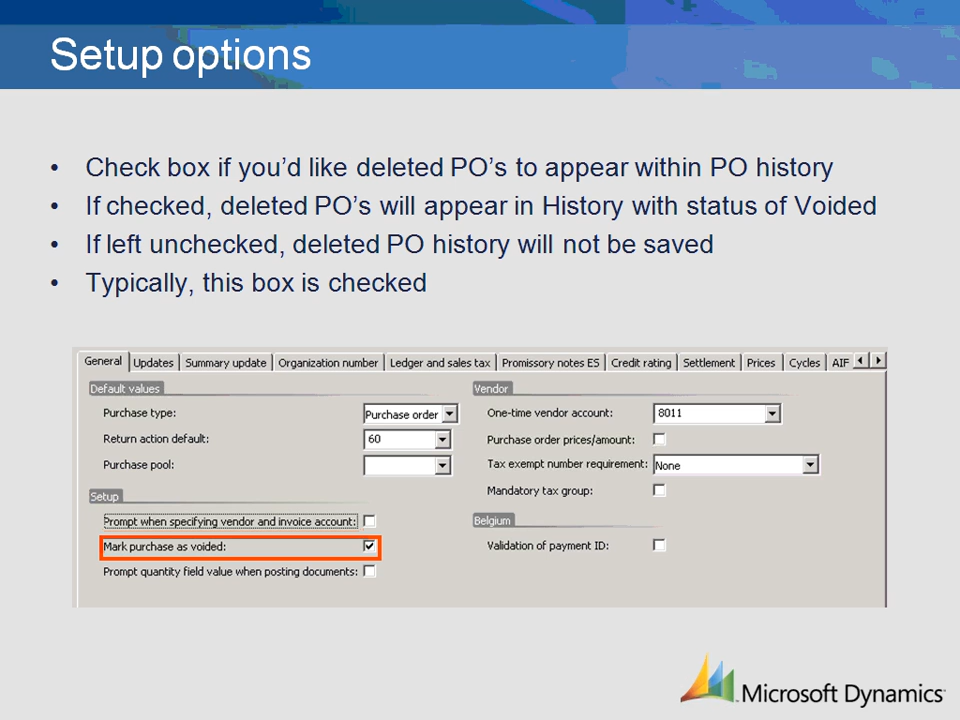 Setup options
• Check box if you'd like deleted PO's to appear within PO history
• If checked, deleted PO's will appear in History with status of Voided
• If left unchecked, deleted PO history will not be saved
• Typically, this box is checked
General Updates Summary update Organization number Ledger and sales tax Promissory notes ES Credit rating Settlement Prices Cycles AIF
Default values
Purchase type: Purchase order
Return action default: 60
Purchase pool:
Setup
Prompt when specifying vendor and invoice account:
Mark purchase as voided:
Prompt quantity field value when posting documents:
Vendor
One-time vendor account: 8011
Purchase order prices/amount:
Tax exempt number requirement: None
Mandatory tax group:
Belgium
Validation of payment ID:
Microsoft Dynamics